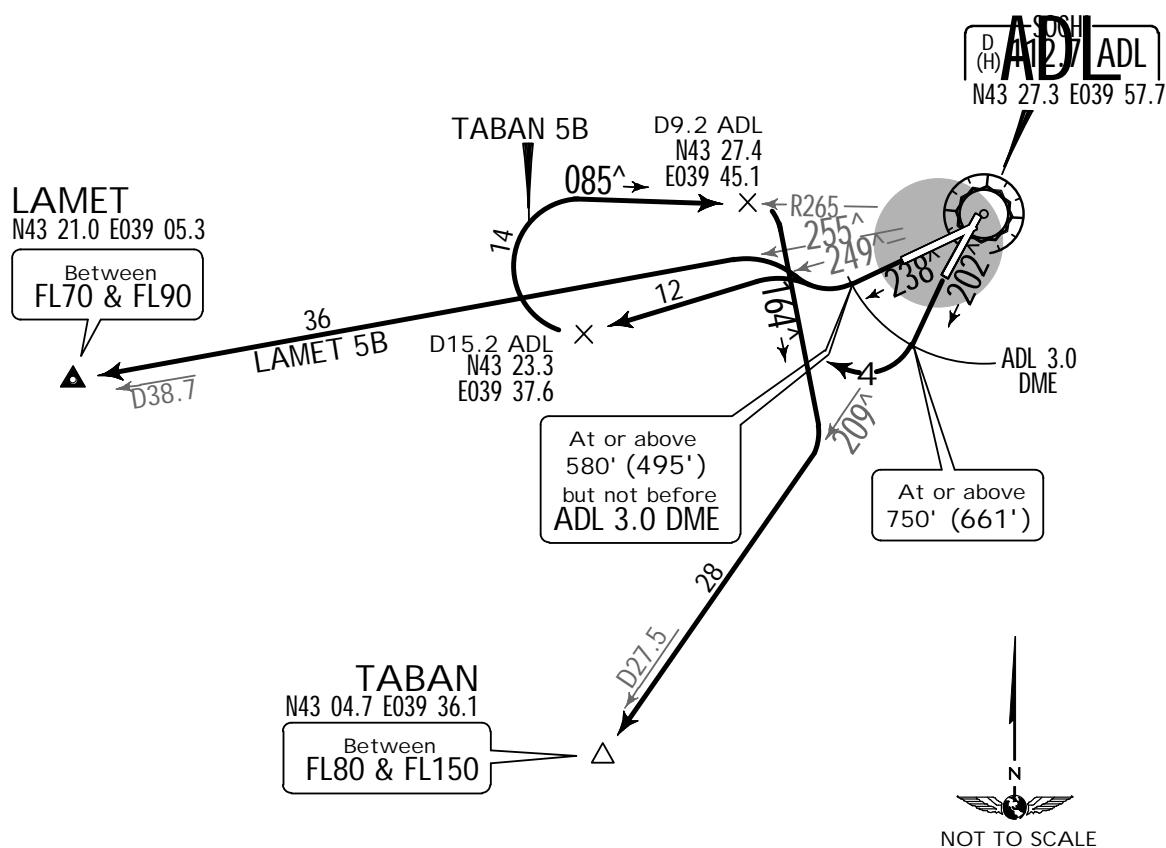 SOCHI
D
(H) 112.7 ADL
ADL
N43 27.3 E039 57.7
TABAN 5B
D9.2 ADL
N43 27.4
E039 45.1
085^
R265
255^
249^
238^
202^
LAMET
N43 21.0 E039 05.3
Between
FL70 & FL90
14
12
164^
36
LAMET 5B
D38.7
D15.2 ADL
N43 23.3
E039 37.6
4
209^
ADL 3.0
DME
At or above
580' (495')
but not before
ADL 3.0 DME
At or above
750' (661')
28
D27.5
TABAN
N43 04.7 E039 36.1
Between
FL80 & FL150
N
NOT TO SCALE